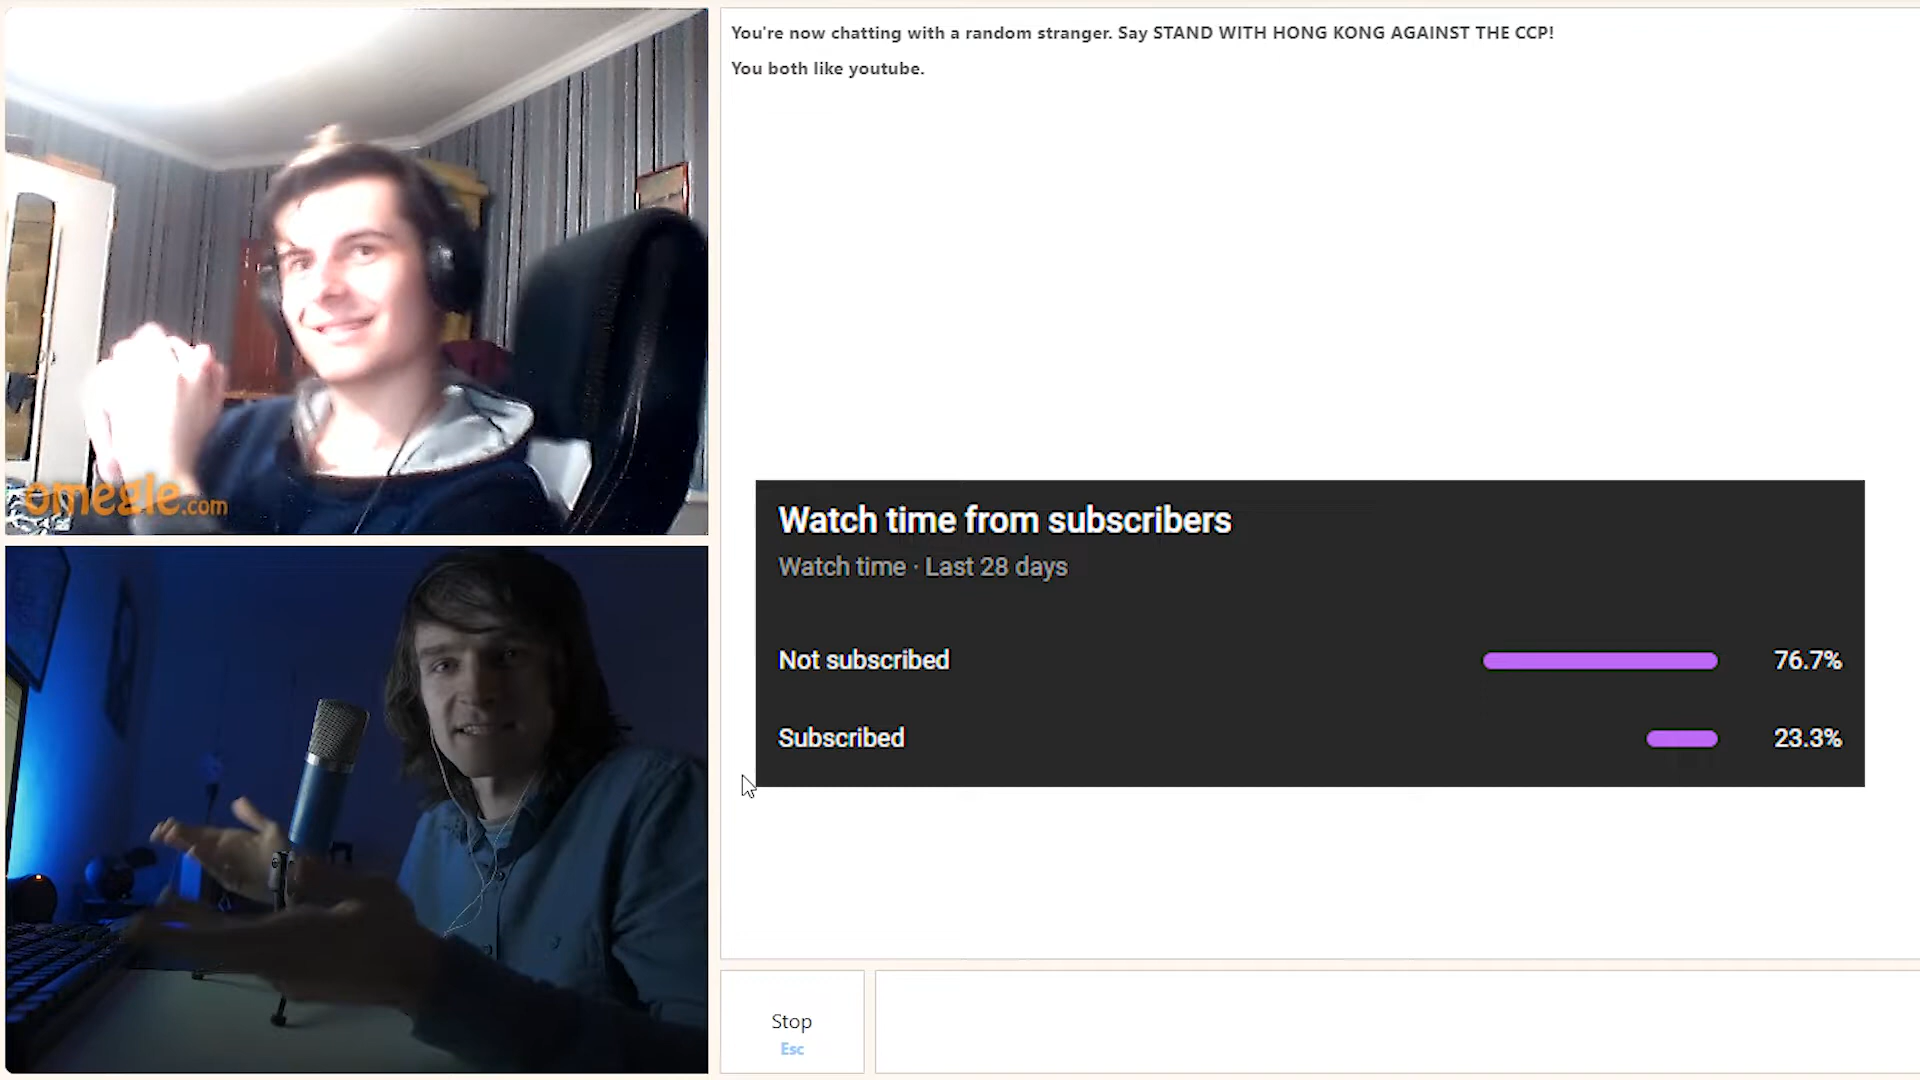 You're now chatting with a random stranger. Say STAND WITH HONG KONG AGAINST THE CCP!
You both like youtube.
omegle.com
Watch time from subscribers
Watch time · Last 28 days
Not subscribed 76.7%
Subscribed 23.3%
Stop
Esc